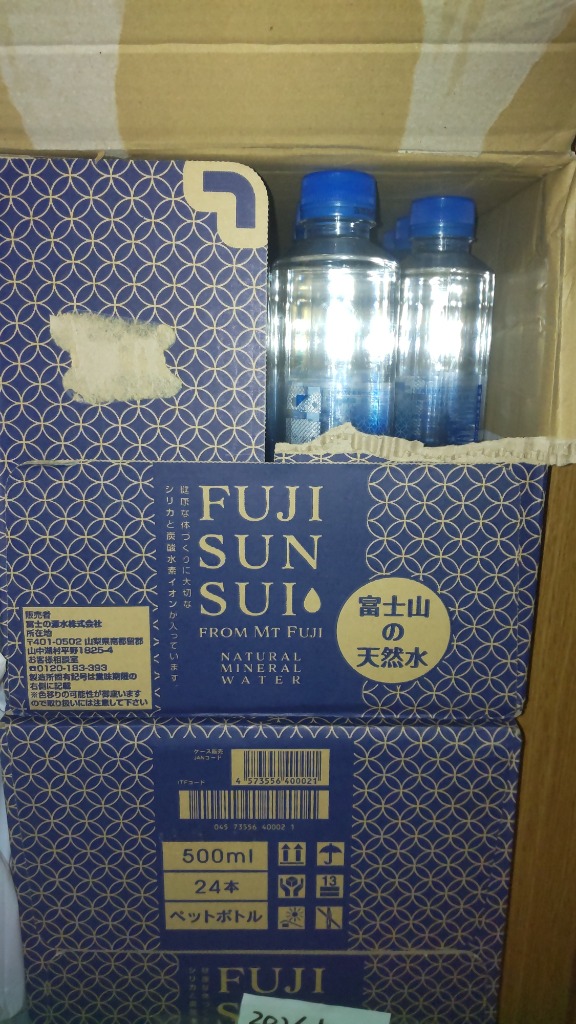 FUJI
SUN
SUI
FROM MT FUJI
NATURAL
MINERAL
WATER
健康な体づくりに大切な
シリカと炭酸水素イオンが入っています。
富士山
の
天然水
販売者
富士の源水株式会社
所在地
〒401-0502 山梨県南都留郡
山中湖村平野1825-4
お客様相談室
☎0120-183-393
製造所固有記号は賞味期限の
右側に記載
※色移りの可能性が御座います
ので取り扱いには注意して下さい
ケース販売
JANコード
4 573556 400021
ITFコード
045 73556 40002 1
500ml
24本
ペットボトル
13
FUJI